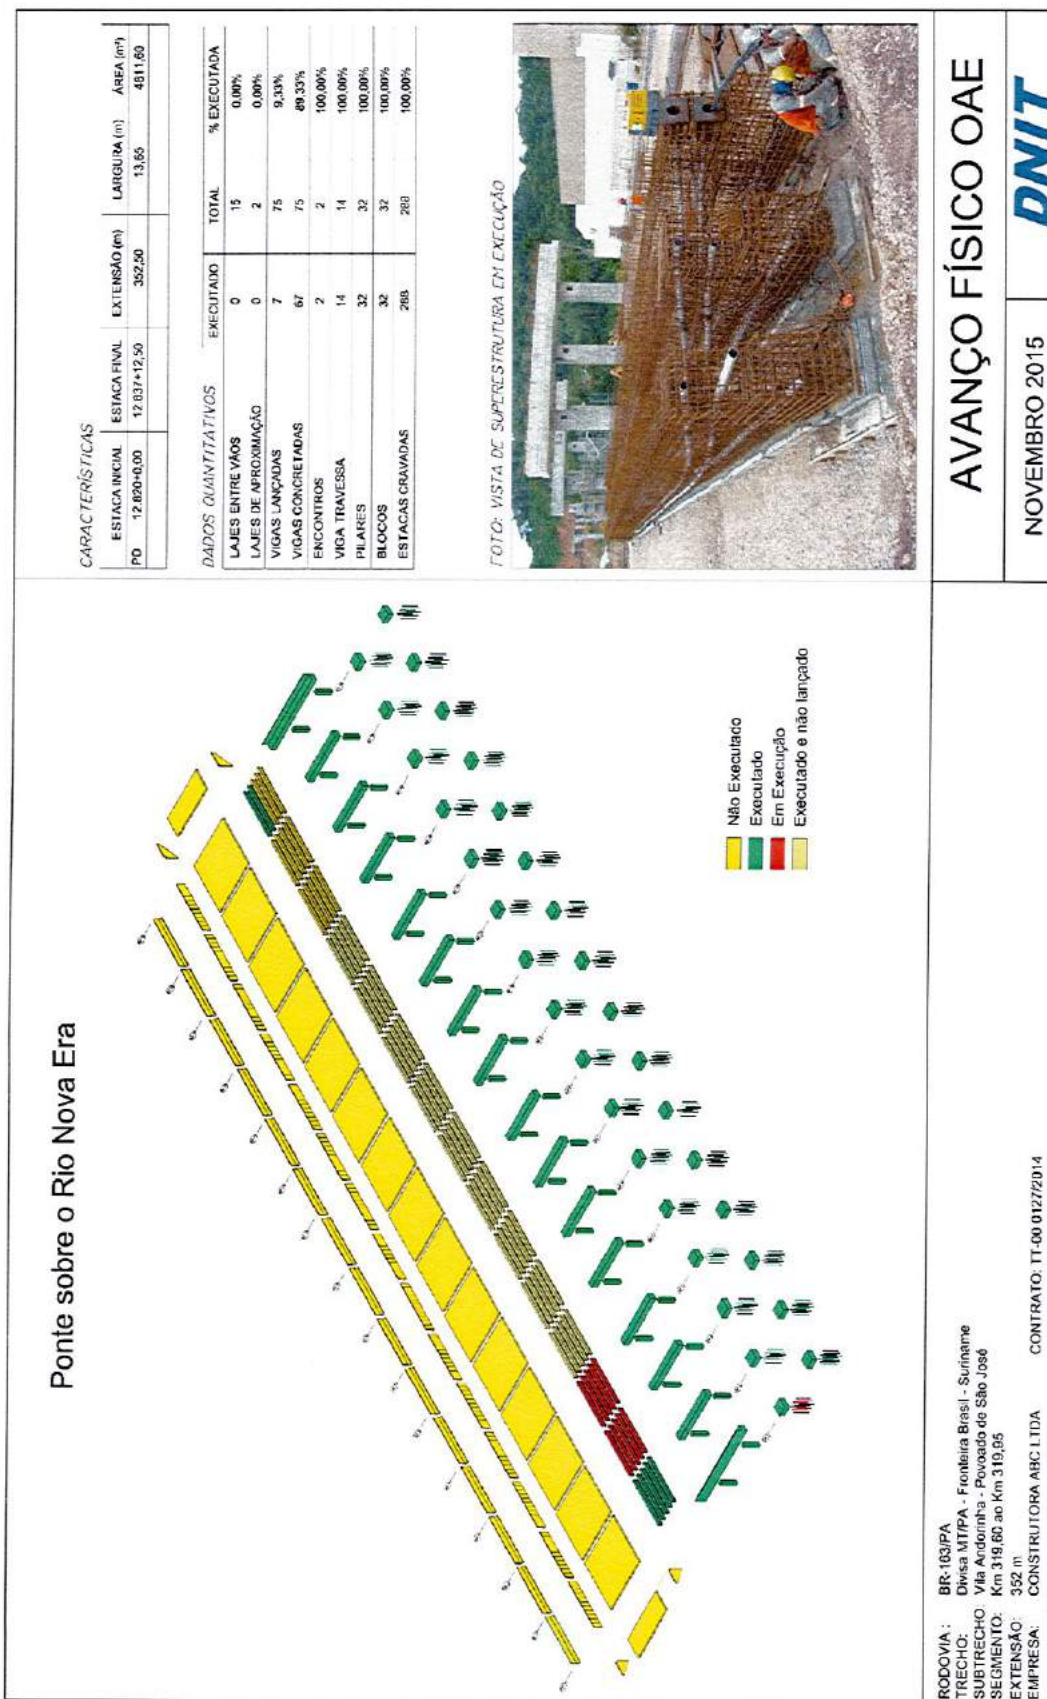 Ponte sobre o Rio Nova Era
Não Executado
Executado
Em Execução
Executado e não lançado
CARACTERÍSTICAS
ESTACA INICIAL ESTACA FINAL EXTENSÃO (m) LARGURA (m) ÁREA (m²)
PD 12.820+0,00 12.837+12,50 352,50 13,65 4811,60
DADOS QUANTITATIVOS EXECUTADO TOTAL % EXECUTADA
LAJES ENTRE VÃOS 0 15 0,00%
LAJES DE APROXIMAÇÃO 0 2 0,00%
VIGAS LANÇADAS 7 75 9,33%
VIGAS CONCRETADAS 67 75 89,33%
ENCONTROS 2 2 100,00%
VIGA TRAVESSA 14 14 100,00%
PILARES 32 32 100,00%
BLOCOS 32 32 100,00%
ESTACAS CRAVADAS 288 288 100,00%
FOTO: VISTA DE SUPERESTRUTURA EM EXECUÇÃO
RODOVIA: BR-163/PA
TRECHO: Divisa MT/PA - Fronteira Brasil - Suriname
SUBTRECHO: Vila Andorinha - Povoado de São José
SEGMENTO: Km 319,60 ao Km 319,95
EXTENSÃO: 352 m
EMPRESA: CONSTRUTORA ABC LTDA CONTRATO: TT-00 0127/2014
AVANÇO FÍSICO OAE
NOVEMBRO 2015
DNIT